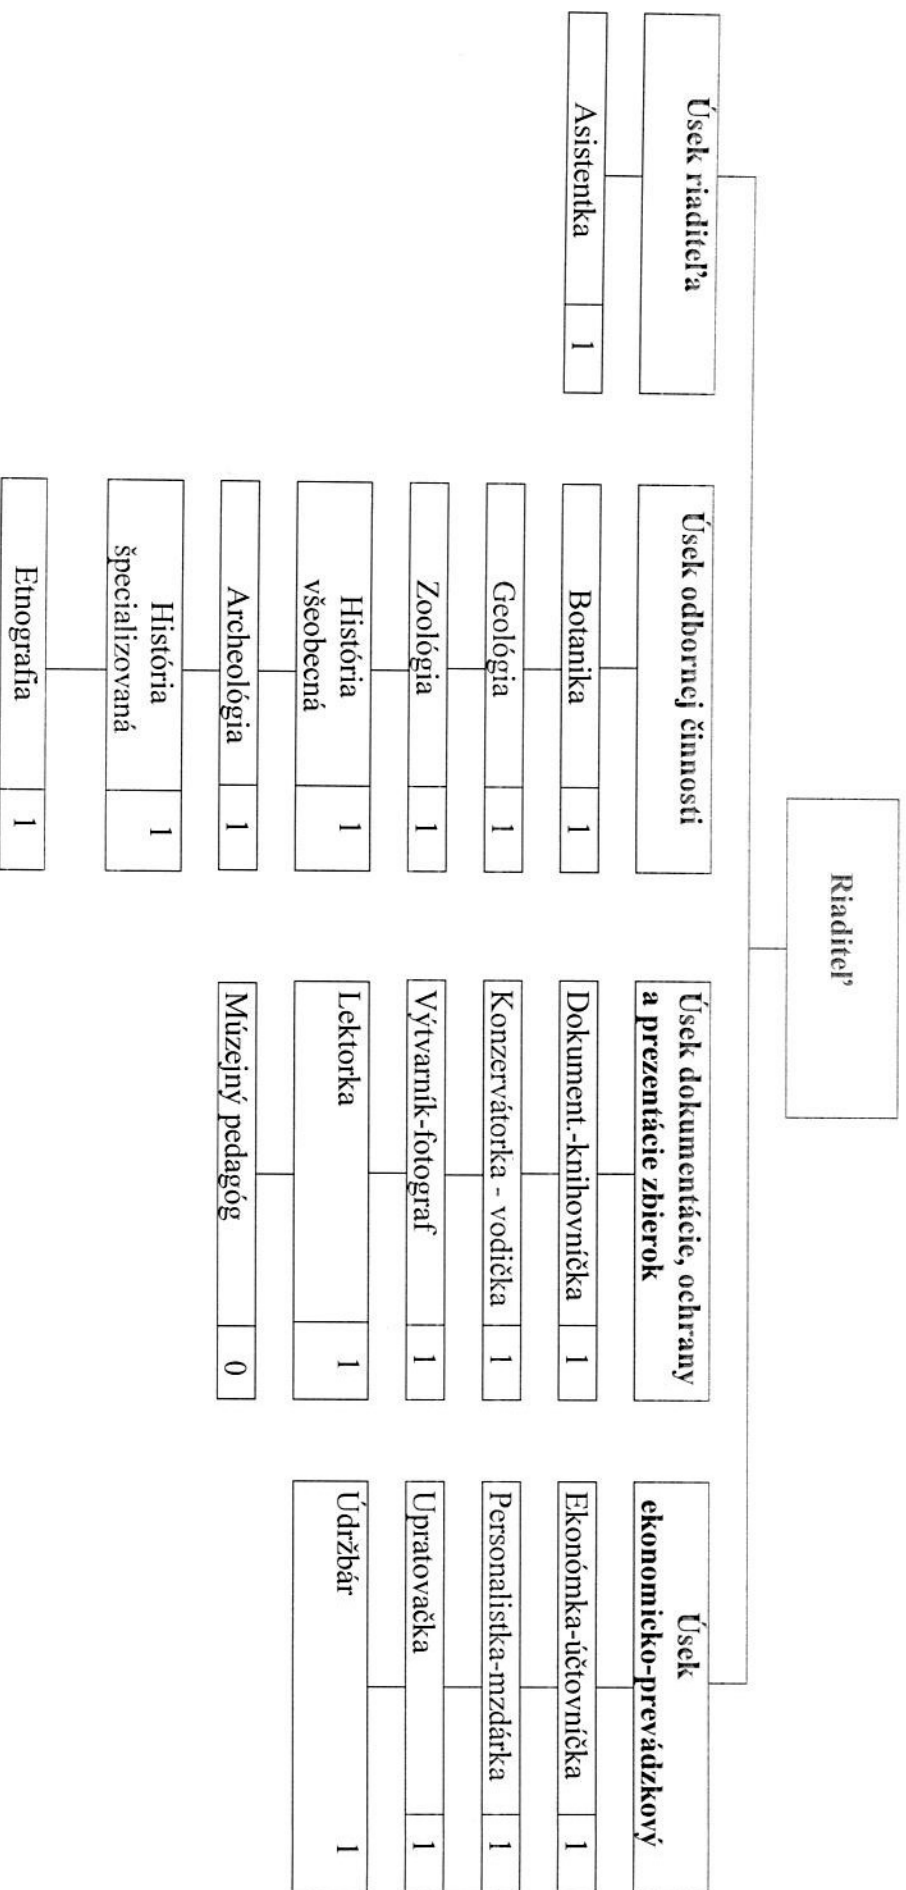 Riaditeľ
Úsek riaditeľa
Asistentka 1
Úsek odbornej činnosti
Botanika 1
Geológia 1
Zoológia 1
História
všeobecná 1
Archeológia 1
História
špecializovaná 1
Etnografia 1
Úsek dokumentácie, ochrany
a prezentácie zbierok
Dokument.-knihovníčka 1
Konzervátorka - vodička 1
Výtvarník-fotograf 1
Lektorka 1
Múzejný pedagóg 0
Úsek
ekonomicko-prevádzkový
Ekonómka-účtovníčka 1
Personalistka-mzdárka 1
Upratovačka 1
Údržbár 1